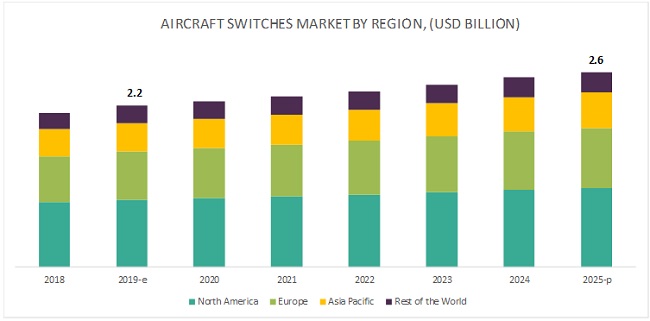 AIRCRAFT SWITCHES MARKET BY REGION, (USD BILLION)
2.2
2.6
2018 2019-e 2020 2021 2022 2023 2024 2025-p
North America Europe Asia Pacific Rest of the World